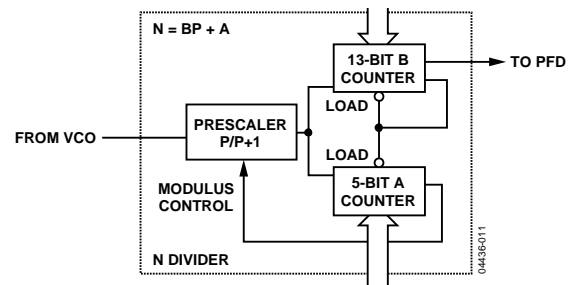 N = BP + A
13-BIT B
COUNTER
TO PFD
LOAD
PRESCALER
P/P+1
FROM VCO
LOAD
MODULUS
CONTROL
5-BIT A
COUNTER
N DIVIDER
04436-011